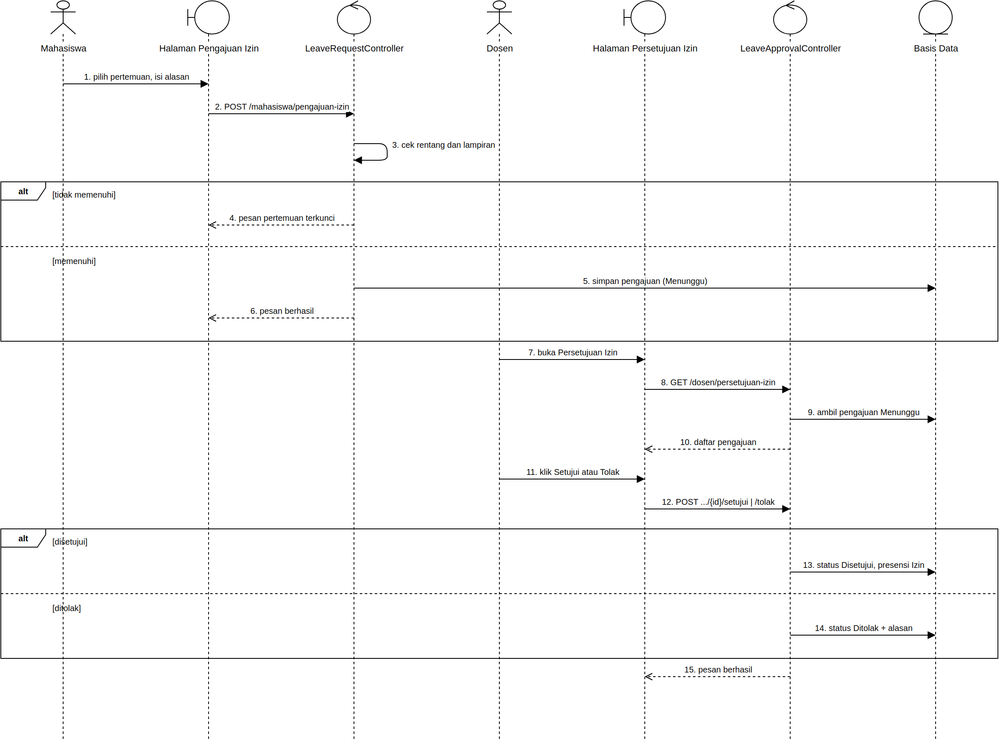 Mahasiswa
Halaman Pengajuan Izin
LeaveRequestController
Dosen
Halaman Persetujuan Izin
LeaveApprovalController
Basis Data
1. pilih pertemuan, isi alasan
2. POST /mahasiswa/pengajuan-izin
3. cek rentang dan lampiran
alt
[tidak memenuhi]
4. pesan pertemuan terkunci
[memenuhi]
5. simpan pengajuan (Menunggu)
6. pesan berhasil
7. buka Persetujuan Izin
8. GET /dosen/persetujuan-izin
9. ambil pengajuan Menunggu
10. daftar pengajuan
11. klik Setujui atau Tolak
12. POST .../{id}/setujui | /tolak
alt
[disetujui]
13. status Disetujui, presensi Izin
[ditolak]
14. status Ditolak + alasan
15. pesan berhasil